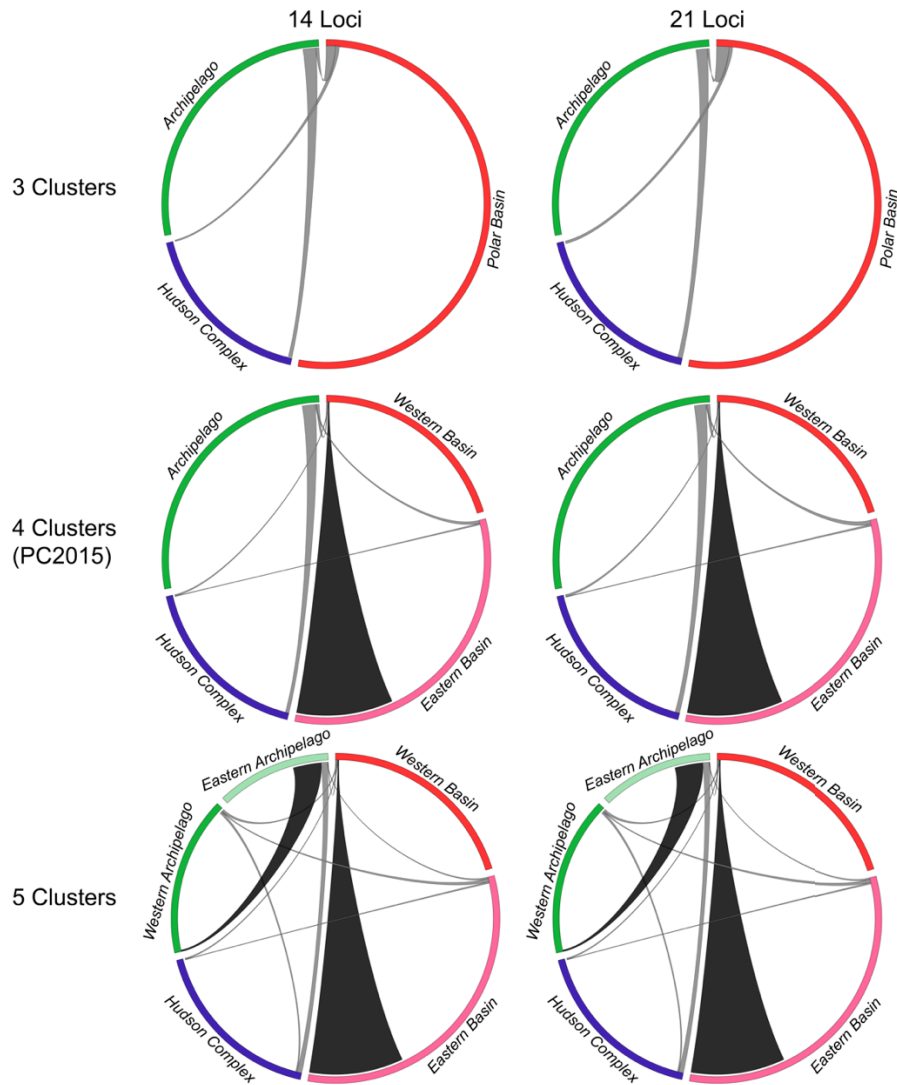 14 Loci
21 Loci
3 Clusters
Archipelago
Polar Basin
Hudson Complex
Archipelago
Polar Basin
Hudson Complex
4 Clusters
(PC2015)
Archipelago
Western Basin
Hudson Complex
Eastern Basin
Archipelago
Western Basin
Hudson Complex
Eastern Basin
5 Clusters
Eastern Archipelago
Western Basin
Western Archipelago
Hudson Complex
Eastern Basin
Eastern Archipelago
Western Basin
Western Archipelago
Hudson Complex
Eastern Basin